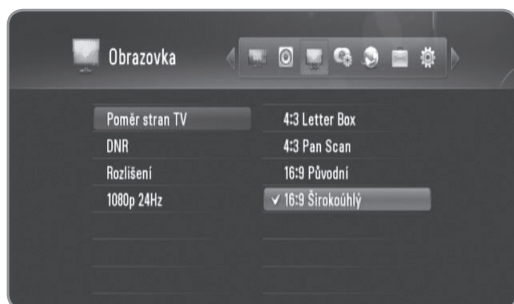 Obrazovka
Poměr stran TV
DNR
Rozlišení
1080p 24Hz
4:3 Letter Box
4:3 Pan Scan
16:9 Původní
✓ 16:9 Širokoúhlý